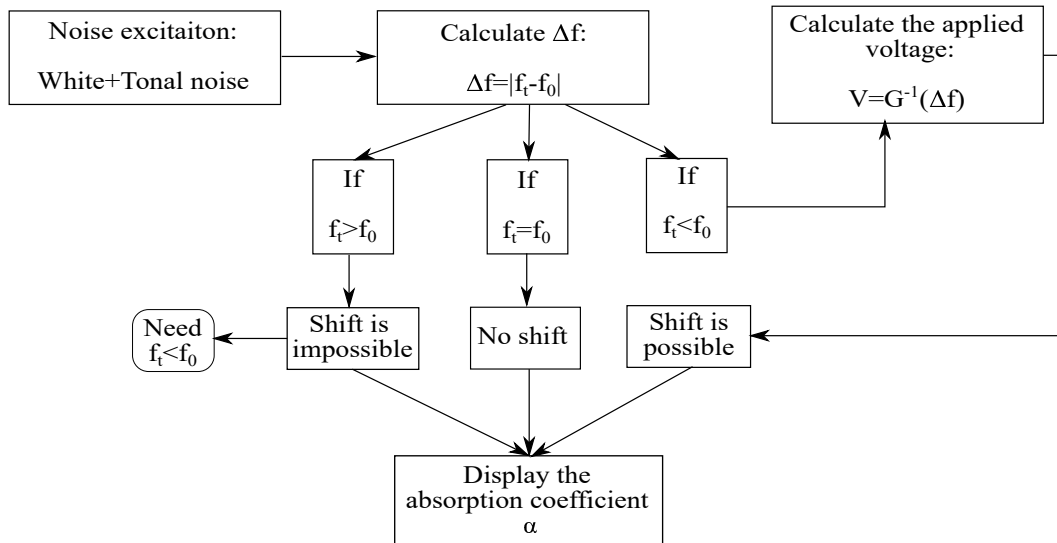 Noise excitaiton:
White+Tonal noise
Calculate Δf:
Δf=|fₜ-f₀|
Calculate the applied
voltage:
V=G⁻¹(Δf)
If
fₜ>f₀
If
fₜ=f₀
If
fₜ<f₀
Need
fₜ<f₀
Shift is
impossible
No shift
Shift is
possible
Display the
absorption coefficient
α